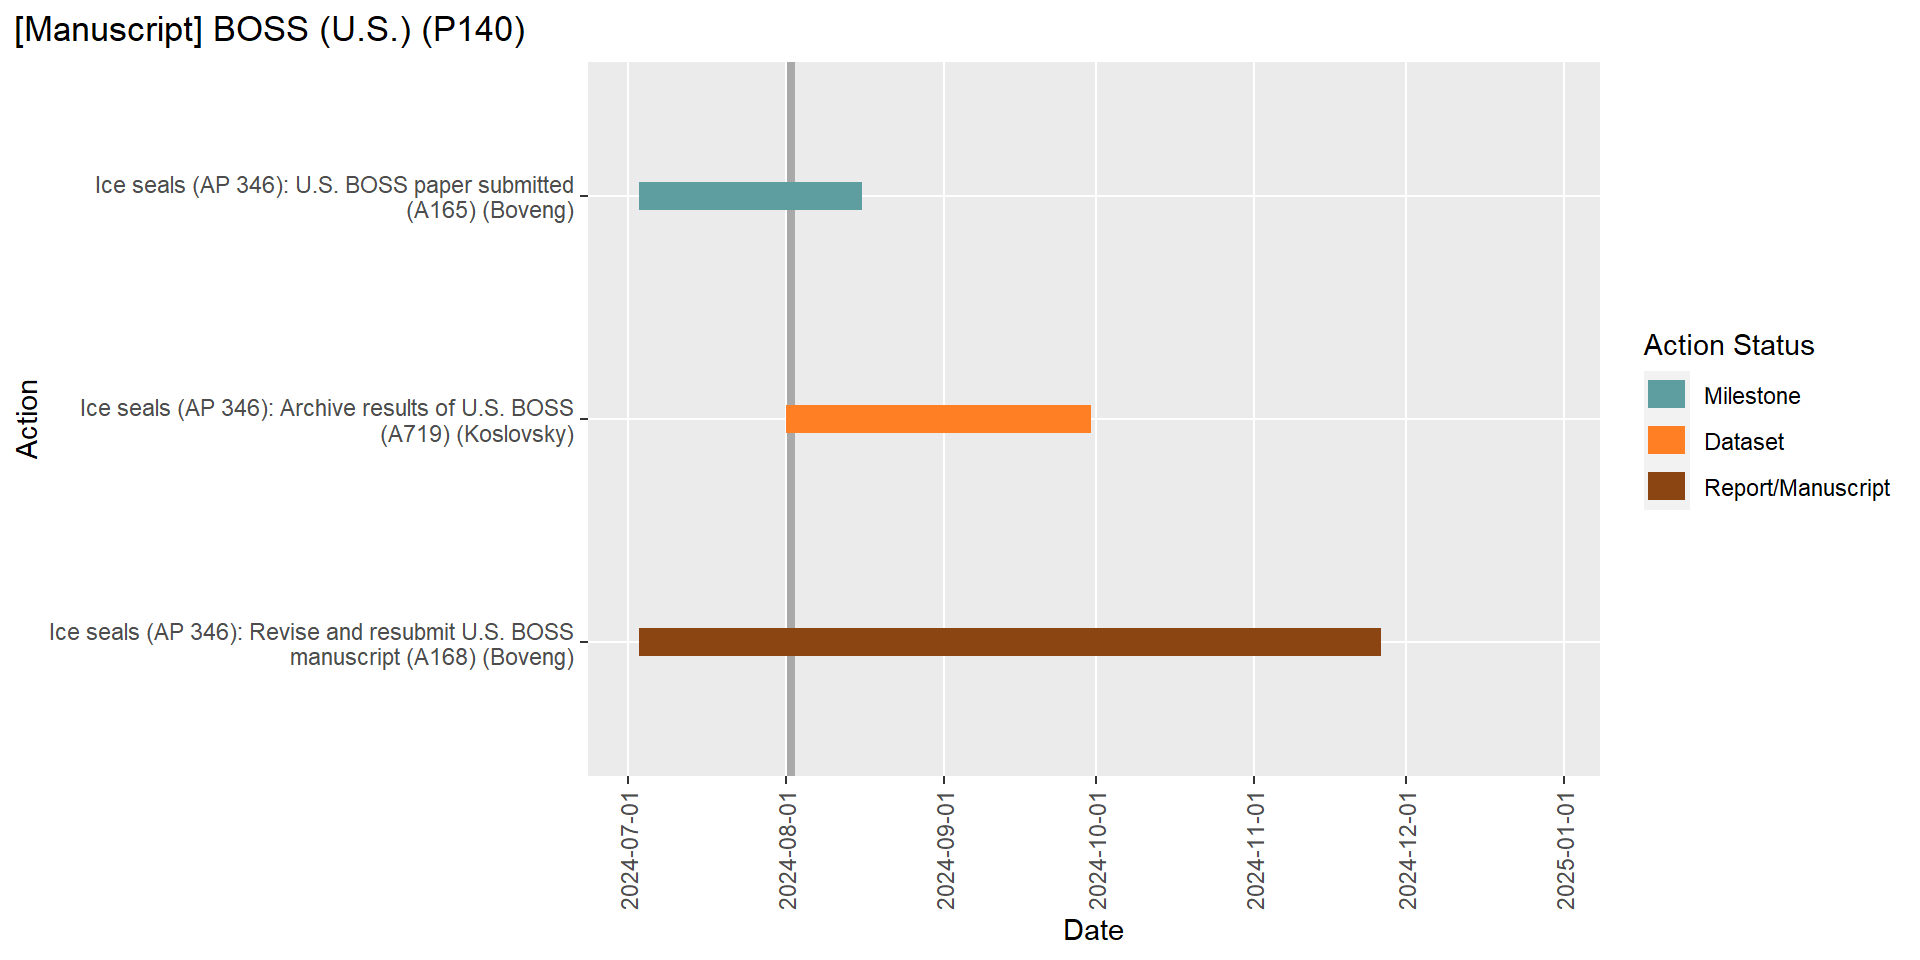 [Manuscript] BOSS (U.S.) (P140)
Ice seals (AP 346): U.S. BOSS paper submitted
(A165) (Boveng)
Ice seals (AP 346): Archive results of U.S. BOSS
(A719) (Koslovsky)
Ice seals (AP 346): Revise and resubmit U.S. BOSS
manuscript (A168) (Boveng)
Action
2024-07-01
2024-08-01
2024-09-01
2024-10-01
2024-11-01
2024-12-01
2025-01-01
Date
Action Status
Milestone
Dataset
Report/Manuscript